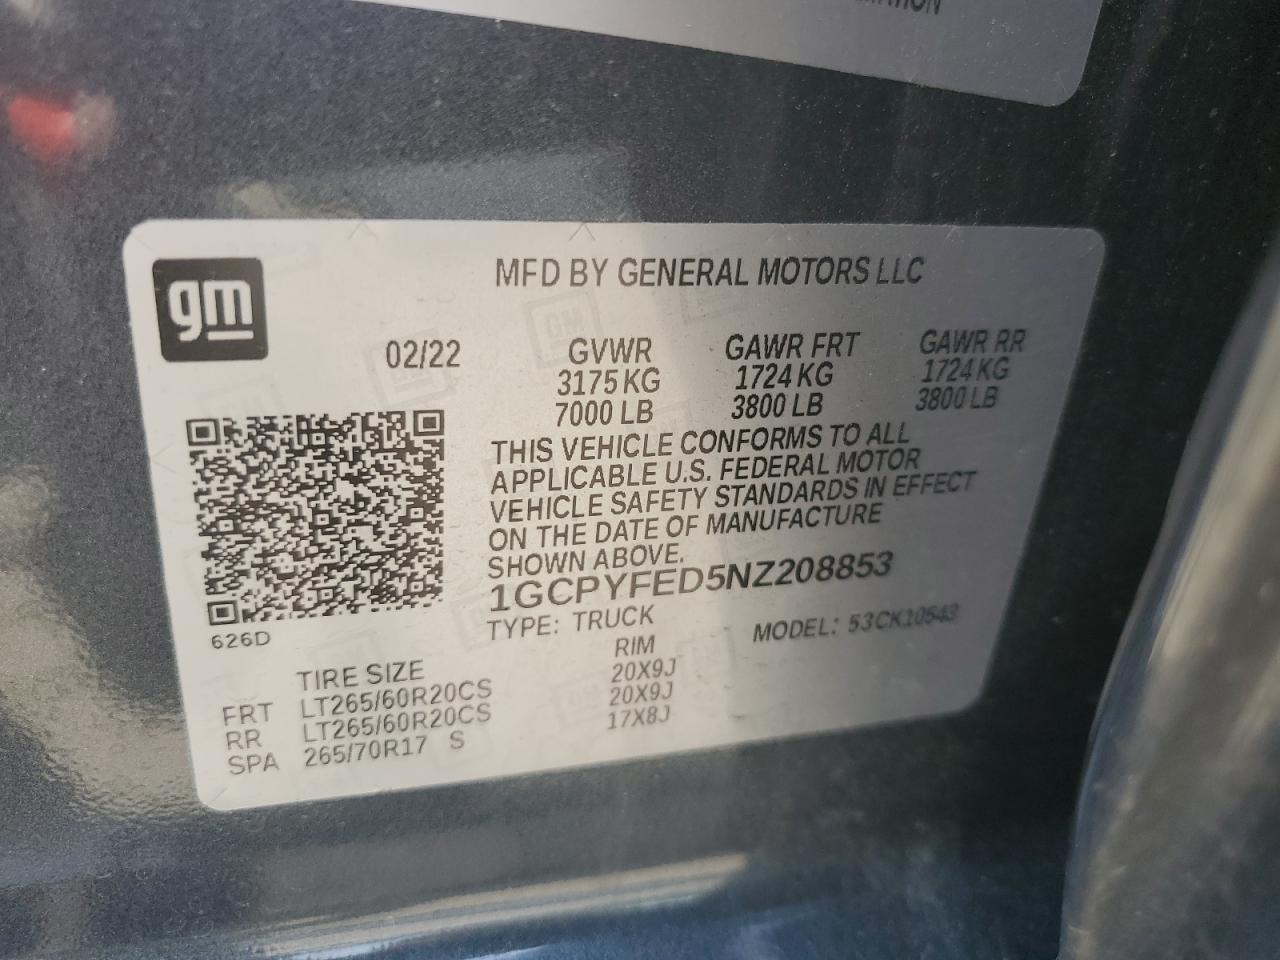 gm
MFD BY GENERAL MOTORS LLC
02/22
GVWR GAWR FRT GAWR RR
3175 KG 1724 KG 1724 KG
7000 LB 3800 LB 3800 LB
THIS VEHICLE CONFORMS TO ALL
APPLICABLE U.S. FEDERAL MOTOR
VEHICLE SAFETY STANDARDS IN EFFECT
ON THE DATE OF MANUFACTURE
SHOWN ABOVE.
1GCPYFED5NZ208853
TYPE: TRUCK MODEL: 53CK10543
626D
TIRE SIZE RIM
FRT LT265/60R20CS 20X9J
RR LT265/60R20CS 20X9J
SPA 265/70R17 S 17X8J